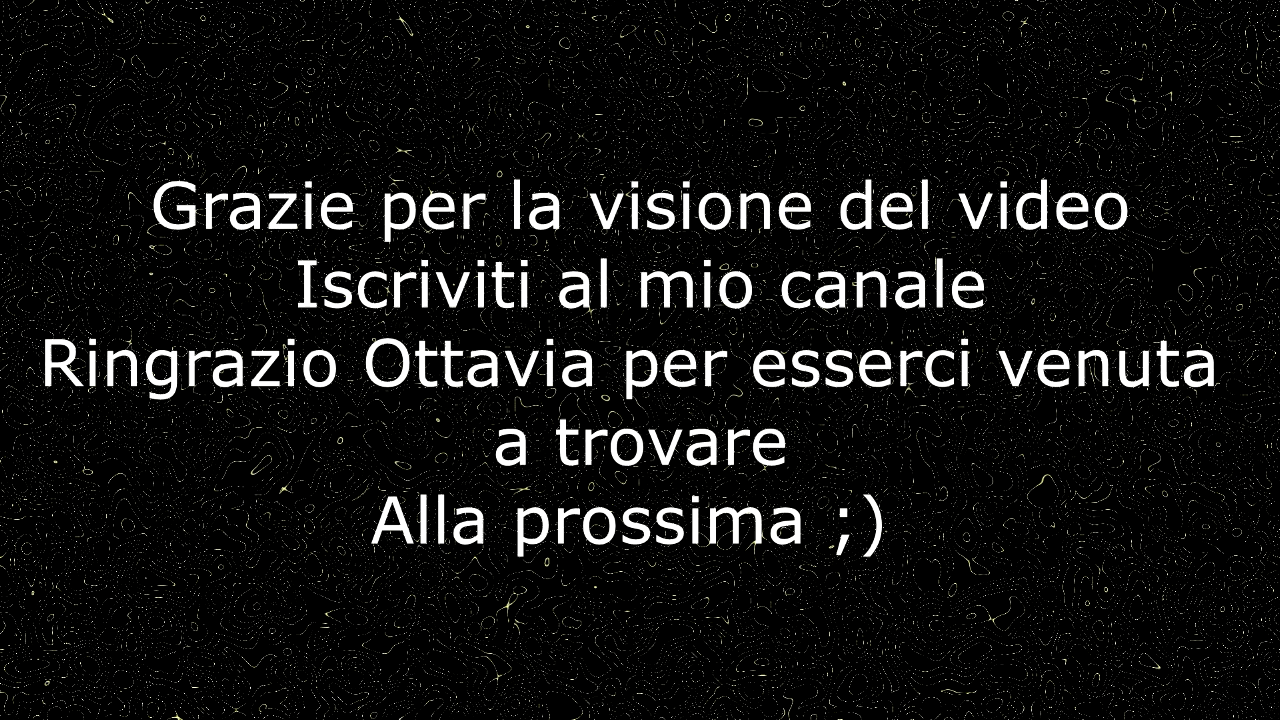 Grazie per la visione del video
Iscriviti al mio canale
Ringrazio Ottavia per esserci venuta
a trovare
Alla prossima ;)